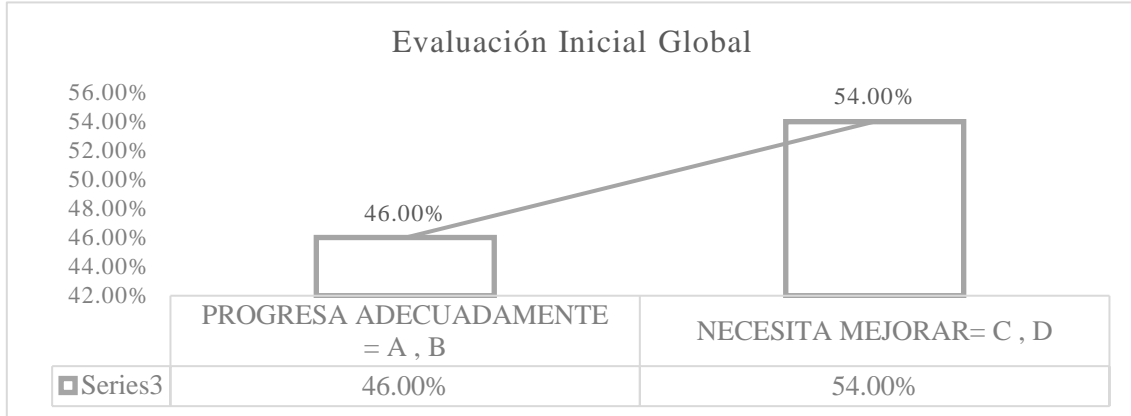 Evaluación Inicial Global
56.00%
54.00%
52.00%
50.00%
48.00%
46.00%
44.00%
42.00%
46.00%
54.00%
PROGRESA ADECUADAMENTE
= A , B
NECESITA MEJORAR= C , D
Series3
46.00%
54.00%